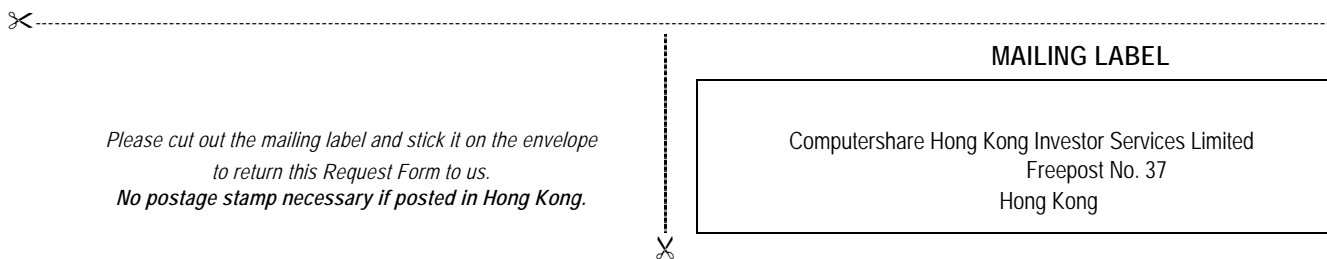 Please cut out the mailing label and stick it on the envelope
to return this Request Form to us.
No postage stamp necessary if posted in Hong Kong.
MAILING LABEL
Computershare Hong Kong Investor Services Limited
Freepost No. 37
Hong Kong